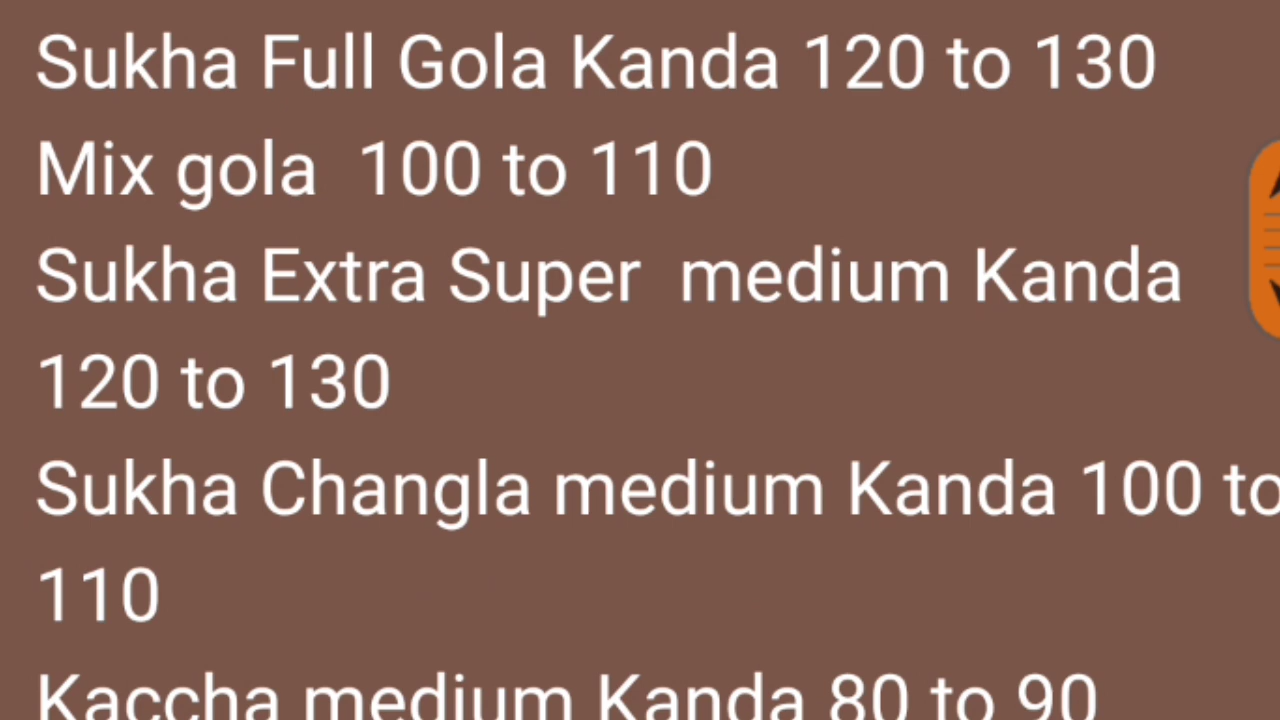 Sukha Full Gola Kanda 120 to 130
Mix gola  100 to 110
Sukha Extra Super  medium Kanda
120 to 130
Sukha Changla medium Kanda 100 to
110
Kaccha medium Kanda 80 to 90